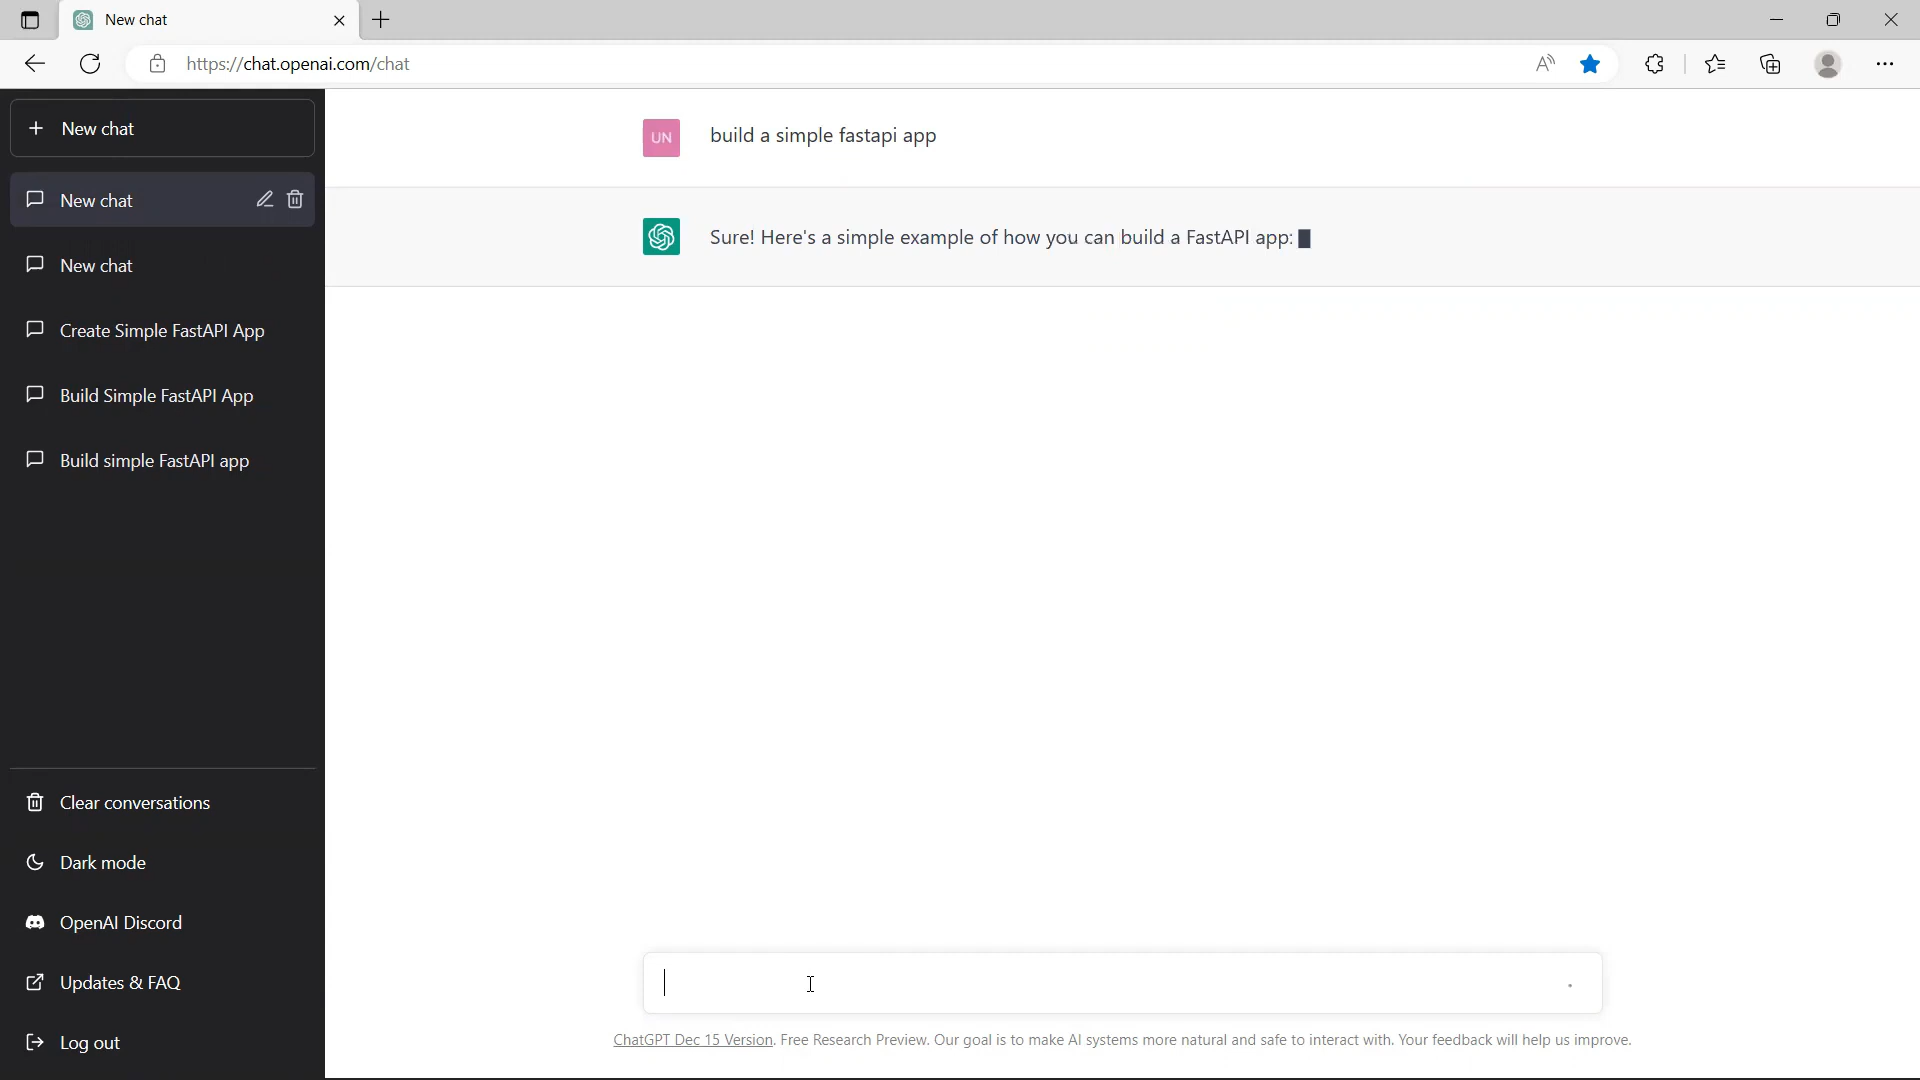 New chat
https://chat.openai.com/chat
New chat
New chat
New chat
Create Simple FastAPI App
Build Simple FastAPI App
Build simple FastAPI app
Clear conversations
Dark mode
OpenAI Discord
Updates & FAQ
Log out
UN
build a simple fastapi app
Sure! Here's a simple example of how you can build a FastAPI app:
ChatGPT Dec 15 Version. Free Research Preview. Our goal is to make AI systems more natural and safe to interact with. Your feedback will help us improve.